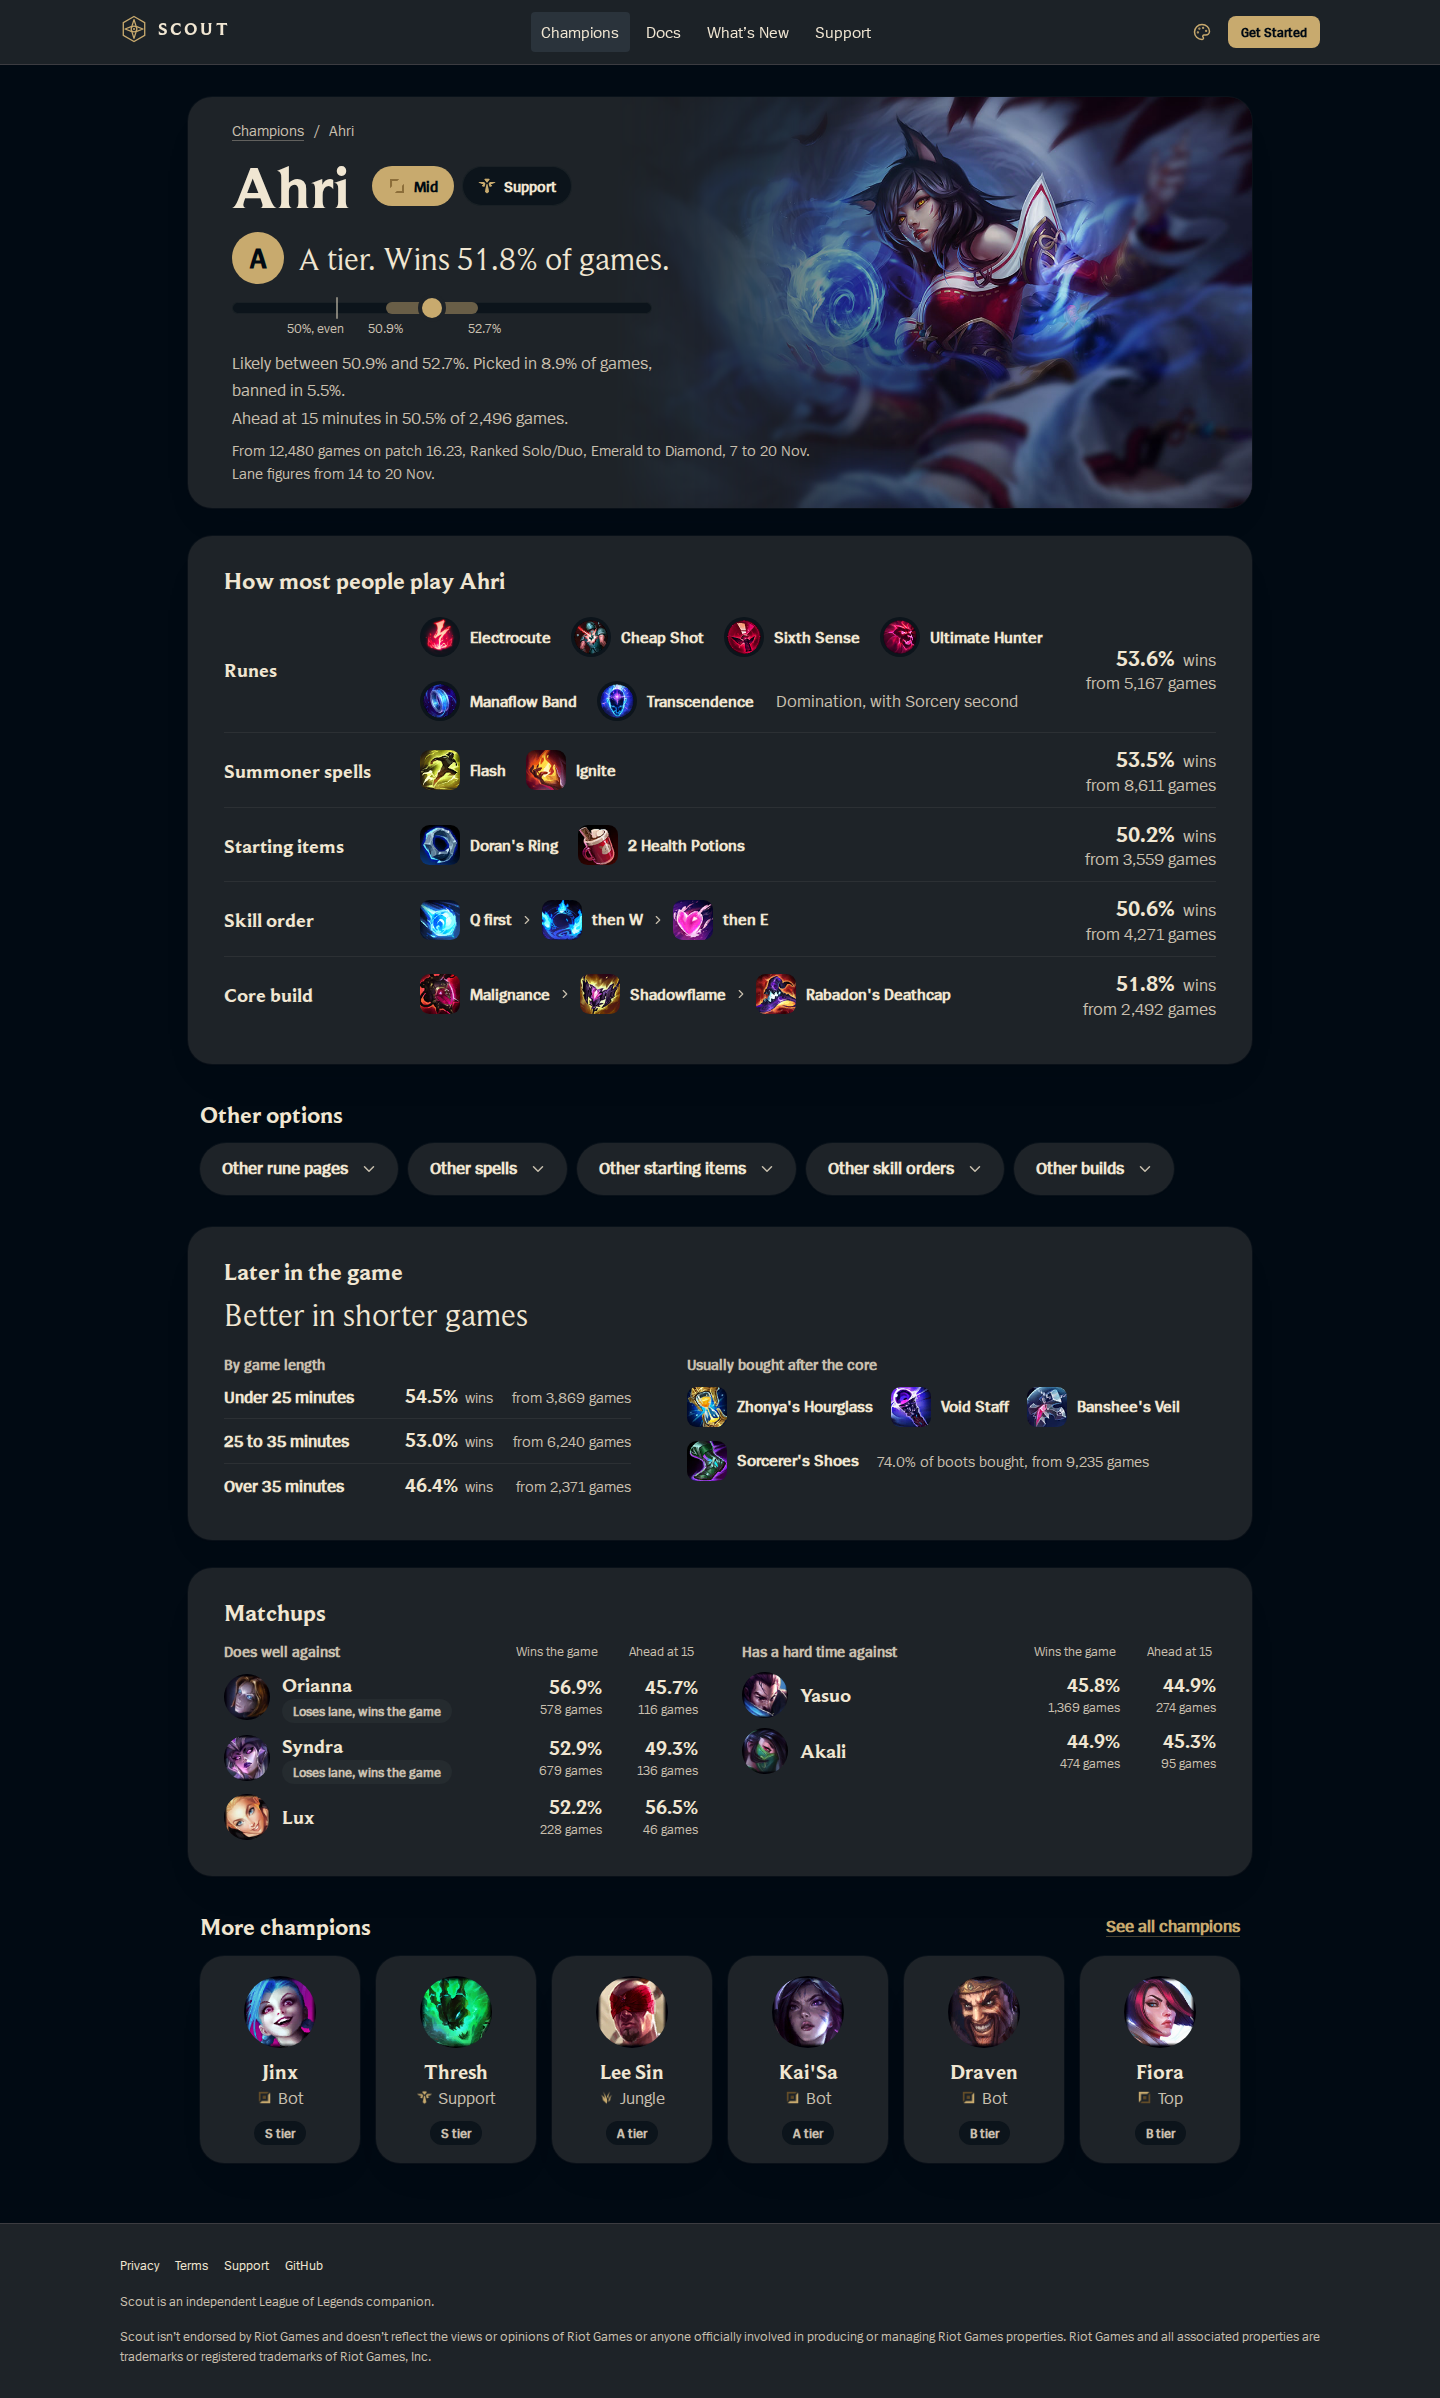 SCOUT
Champions
Docs
What's New
Support
Get Started
Champions / Ahri
Ahri
Mid
Support
A
A tier. Wins 51.8% of games.
50%, even
50.9%
52.7%
Likely between 50.9% and 52.7%. Picked in 8.9% of games,
banned in 5.5%.
Ahead at 15 minutes in 50.5% of 2,496 games.
From 12,480 games on patch 16.23, Ranked Solo/Duo, Emerald to Diamond, 7 to 20 Nov.
Lane figures from 14 to 20 Nov.
How most people play Ahri
Runes
Electrocute
Cheap Shot
Sixth Sense
Ultimate Hunter
Manaflow Band
Transcendence
Domination, with Sorcery second
53.6% wins
from 5,167 games
Summoner spells
Flash
Ignite
53.5% wins
from 8,611 games
Starting items
Doran's Ring
2 Health Potions
50.2% wins
from 3,559 games
Skill order
Q first
then W
then E
50.6% wins
from 4,271 games
Core build
Malignance
Shadowflame
Rabadon's Deathcap
51.8% wins
from 2,492 games
Other options
Other rune pages
Other spells
Other starting items
Other skill orders
Other builds
Later in the game
Better in shorter games
By game length
Under 25 minutes 54.5% wins from 3,869 games
25 to 35 minutes 53.0% wins from 6,240 games
Over 35 minutes 46.4% wins from 2,371 games
Usually bought after the core
Zhonya's Hourglass
Void Staff
Banshee's Veil
Sorcerer's Shoes
74.0% of boots bought, from 9,235 games
Matchups
Does well against
Wins the game
Ahead at 15
Orianna
Loses lane, wins the game
56.9%
578 games
45.7%
116 games
Syndra
Loses lane, wins the game
52.9%
679 games
49.3%
136 games
Lux
52.2%
228 games
56.5%
46 games
Has a hard time against
Wins the game
Ahead at 15
Yasuo
45.8%
1,369 games
44.9%
274 games
Akali
44.9%
474 games
45.3%
95 games
More champions
See all champions
Jinx
Bot
S tier
Thresh
Support
S tier
Lee Sin
Jungle
A tier
Kai'Sa
Bot
A tier
Draven
Bot
B tier
Fiora
Top
B tier
Privacy
Terms
Support
GitHub
Scout is an independent League of Legends companion.
Scout isn't endorsed by Riot Games and doesn't reflect the views or opinions of Riot Games or anyone officially involved in producing or managing Riot Games properties. Riot Games and all associated properties are
trademarks or registered trademarks of Riot Games, Inc.